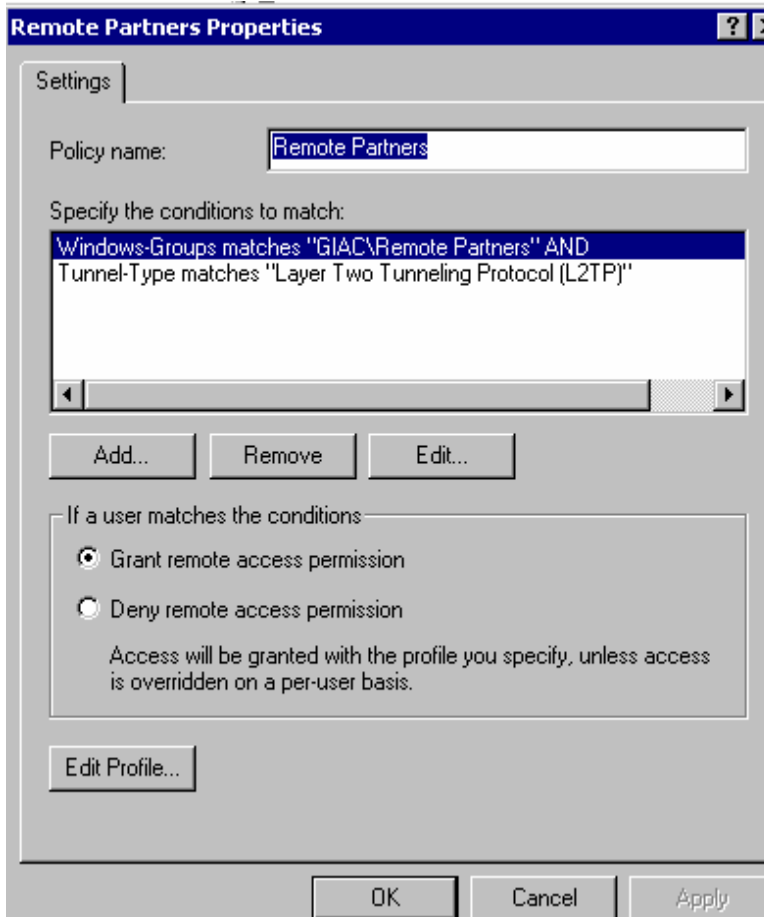 Remote Partners Properties
Settings
Policy name: Remote Partners
Specify the conditions to match:
Windows-Groups matches "GIAC\Remote Partners" AND
Tunnel-Type matches "Layer Two Tunneling Protocol (L2TP)"
Add... Remove Edit...
If a user matches the conditions
Grant remote access permission
Deny remote access permission
Access will be granted with the profile you specify, unless access
is overridden on a per-user basis.
Edit Profile...
OK Cancel Apply